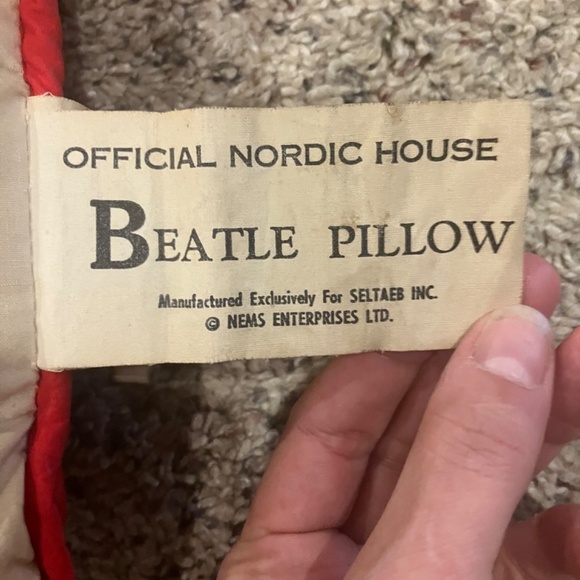 OFFICIAL NORDIC HOUSE
BEATLE PILLOW
Manufactured Exclusively For SELTAEB INC.
© NEMS ENTERPRISES LTD.